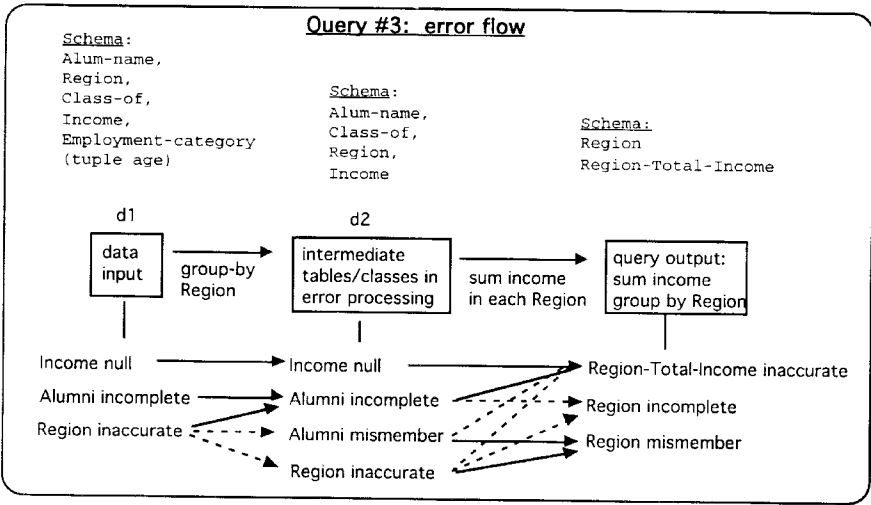 Query #3: error flow
Schema:
Alum-name,
Region,
Class-of,
Income,
Employment-category
(tuple age)
Schema:
Alum-name,
Class-of,
Region,
Income
Schema:
Region
Region-Total-Income
d1
data
input
group-by
Region
d2
intermediate
tables/classes in
error processing
sum income
in each Region
query output:
sum income
group by Region
Income null
Alumni incomplete
Region inaccurate
Income null
Alumni incomplete
Alumni mismember
Region inaccurate
Region-Total-Income inaccurate
Region incomplete
Region mismember